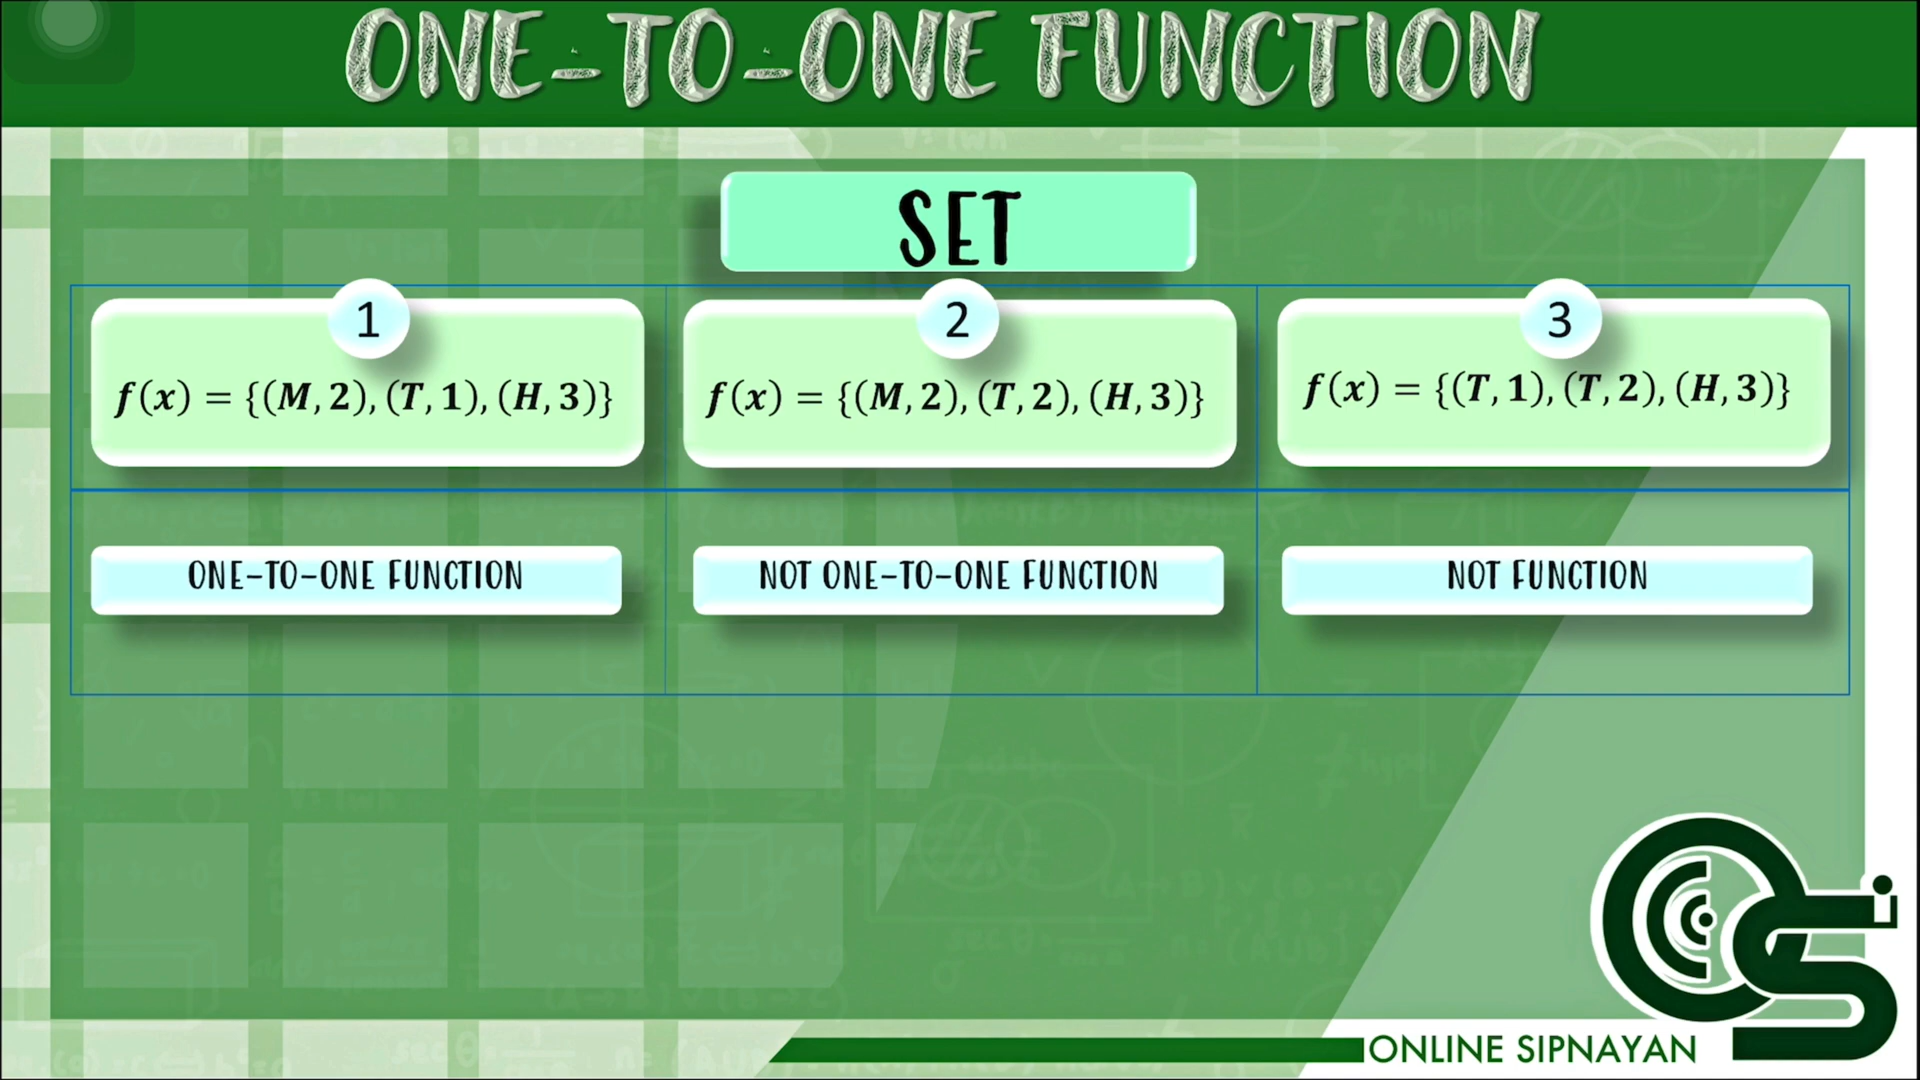 ONE-TO-ONE FUNCTION
SET
1
f(x) = {(M, 2), (T, 1), (H, 3)}
2
f(x) = {(M, 2), (T, 2), (H, 3)}
3
f(x) = {(T, 1), (T, 2), (H, 3)}
ONE-TO-ONE FUNCTION
NOT ONE-TO-ONE FUNCTION
NOT FUNCTION
ONLINE SIPNAYAN